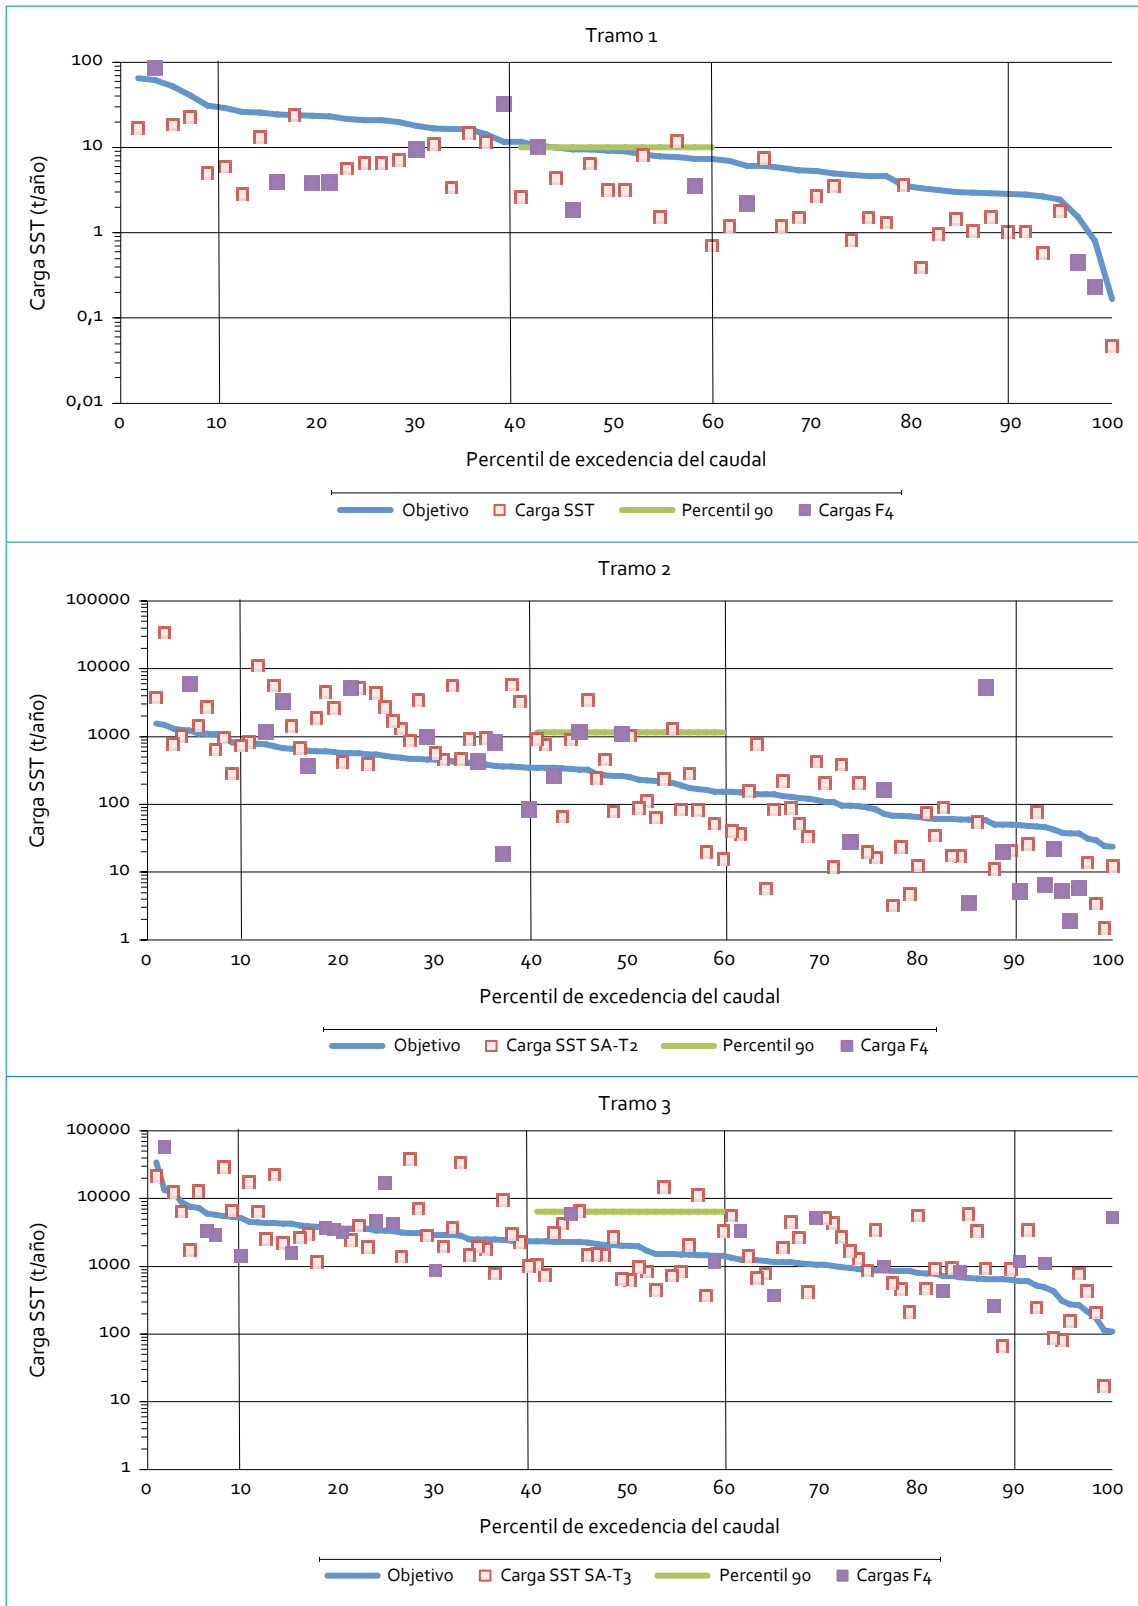 Tramo 1
Carga SST (t/año)
100
10
1
0,1
0,01
0 10 20 30 40 50 60 70 80 90 100
Percentil de excedencia del caudal
Objetivo Carga SST Percentil 90 Cargas F4
Tramo 2
Carga SST (t/año)
100000
10000
1000
100
10
1
0 10 20 30 40 50 60 70 80 90 100
Percentil de excedencia del caudal
Objetivo Carga SST SA-T2 Percentil 90 Carga F4
Tramo 3
Carga SST (t/año)
100000
10000
1000
100
10
1
0 10 20 30 40 50 60 70 80 90 100
Percentil de excedencia del caudal
Objetivo Carga SST SA-T3 Percentil 90 Cargas F4